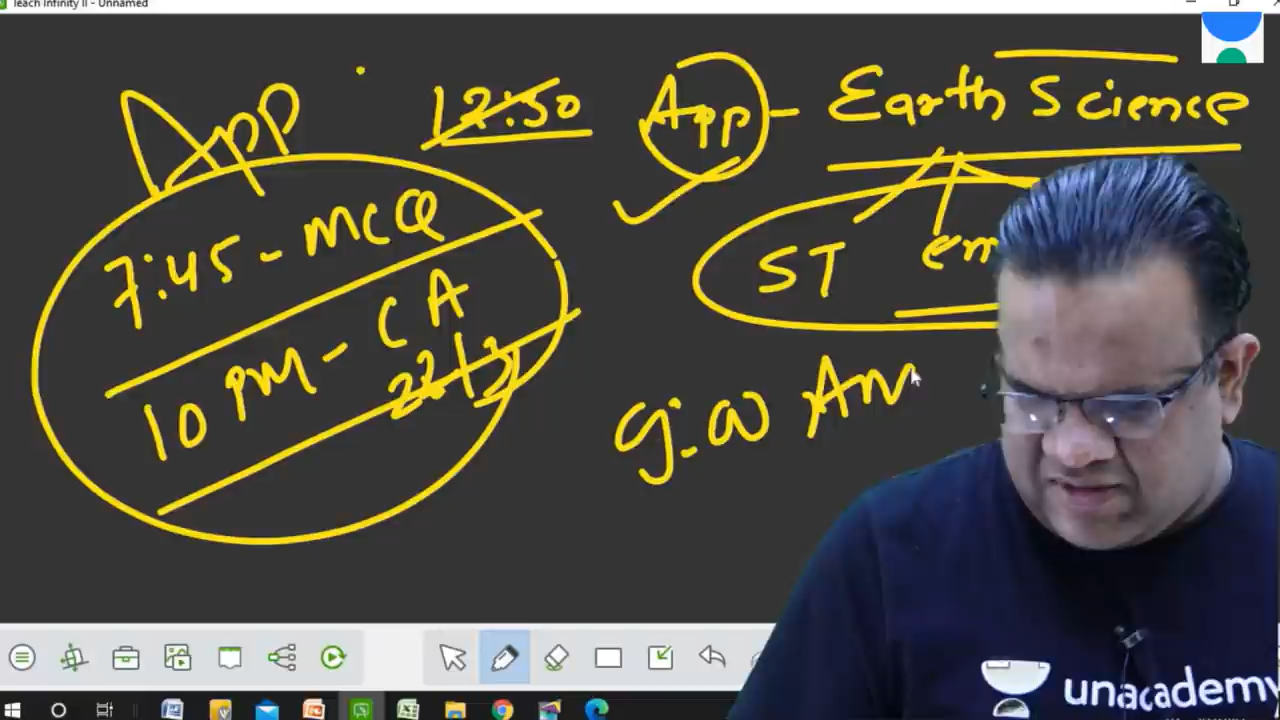 Teach Infinity II - Unnamed
App
12:50
7:45 - MCQ
10 PM - CA
App - Earth Science
ST em
9:00 AM
unacademy